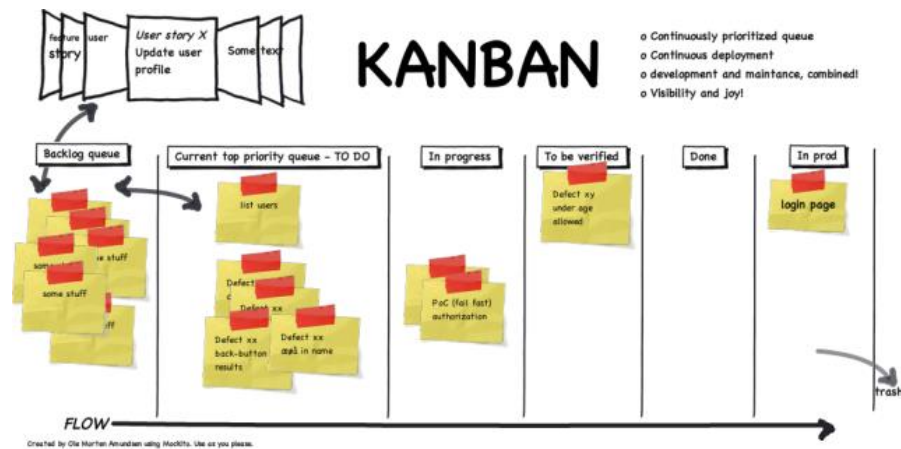 feature
story
user
User story X
Update user
profile
Some text
KANBAN
o Continuously prioritized queue
o Continuous deployment
o development and maintance, combined!
o Visibility and joy!
Backlog queue
Current top priority queue - TO DO
In progress
To be verified
Done
In prod
list users
Defect xy
under age
allowed
login page
some stuff
Defect
Defect xx
Defect xx
back-button
results
Defect xx
æøå in name
PoC (fail fast)
authorization
trash
FLOW
Created by Ole Morten Amundsen using Mockito. Use as you please.